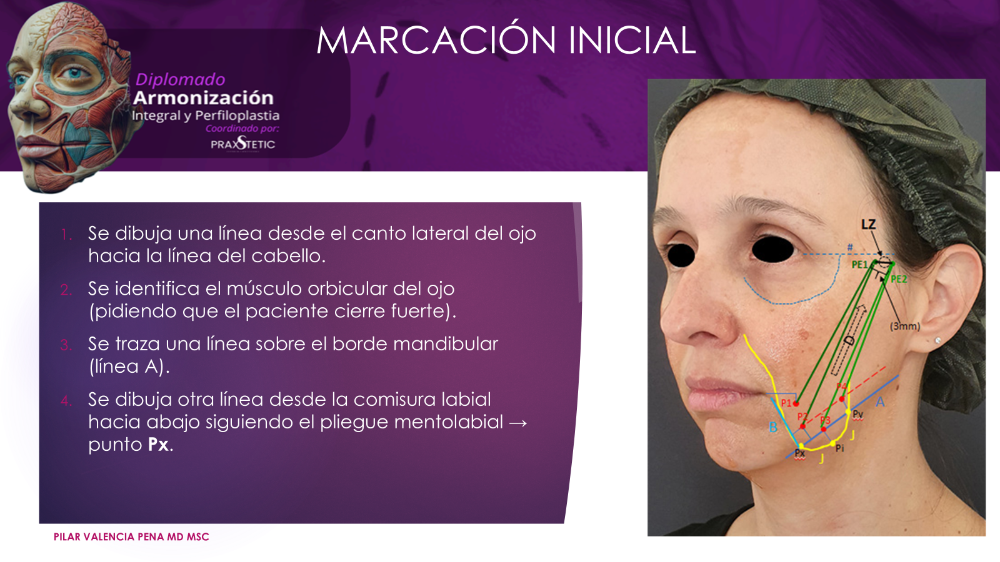 MARCACIÓN INICIAL
Diplomado
Armonización
Integral y Perfiloplastia
Coordinado por:
PRAXSTETIC
1. Se dibuja una línea desde el canto lateral del ojo
hacia la línea del cabello.
2. Se identifica el músculo orbicular del ojo
(pidiendo que el paciente cierre fuerte).
3. Se traza una línea sobre el borde mandibular
(línea A).
4. Se dibuja otra línea desde la comisura labial
hacia abajo siguiendo el pliegue mentolabial →
punto Px.
PILAR VALENCIA PENA MD MSC
LZ
#
PE1
PE2
(3mm)
D
P4
P1
A
P2
P3
Pv
B
J
Px
Pi
J